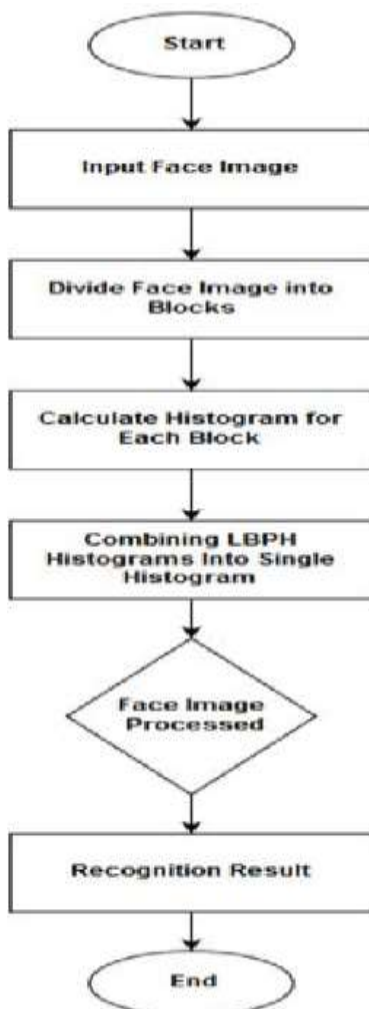 Start
Input Face Image
Divide Face Image into
Blocks
Calculate Histogram for
Each Block
Combining LBPH
Histograms Into Single
Histogram
Face Image
Processed
Recognition Result
End